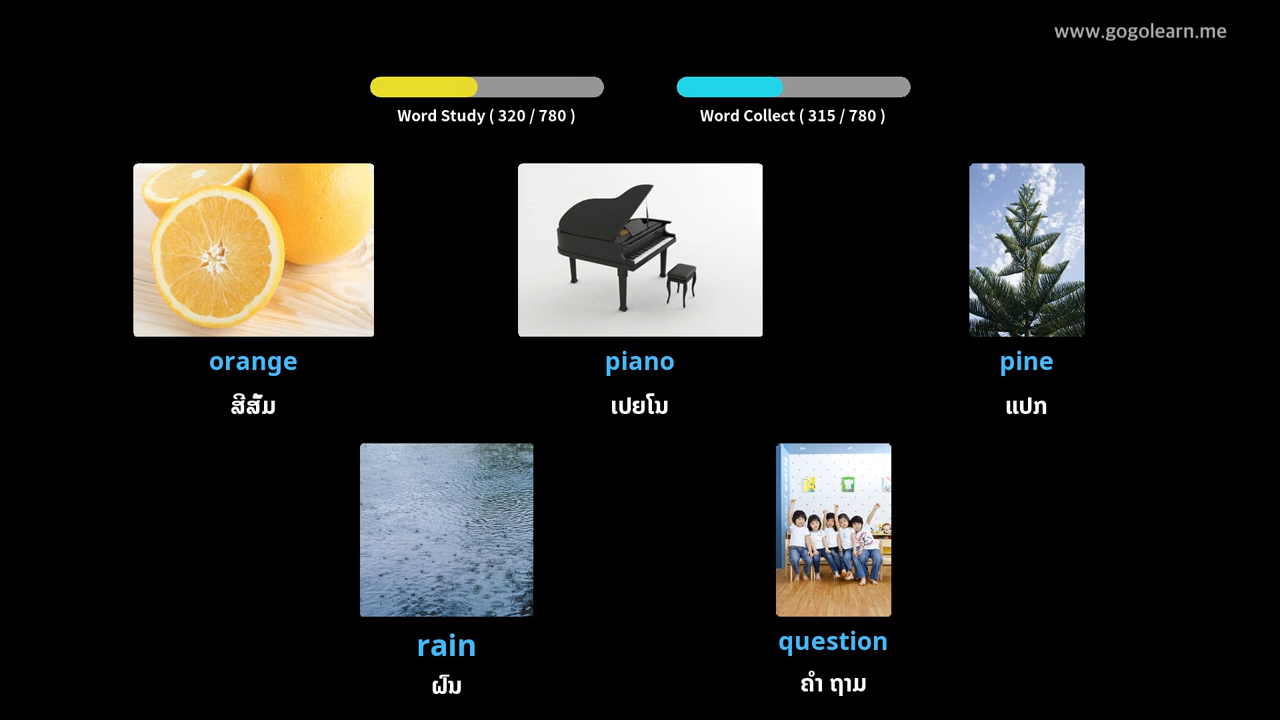 www.gogolearn.me
Word Study ( 320 / 780 )
Word Collect ( 315 / 780 )
orange
piano
pine
ສີສົ້ມ
ເປຍໂນ
ແປກ
rain
question
ຝົນ
ຄໍາ ຖາມ